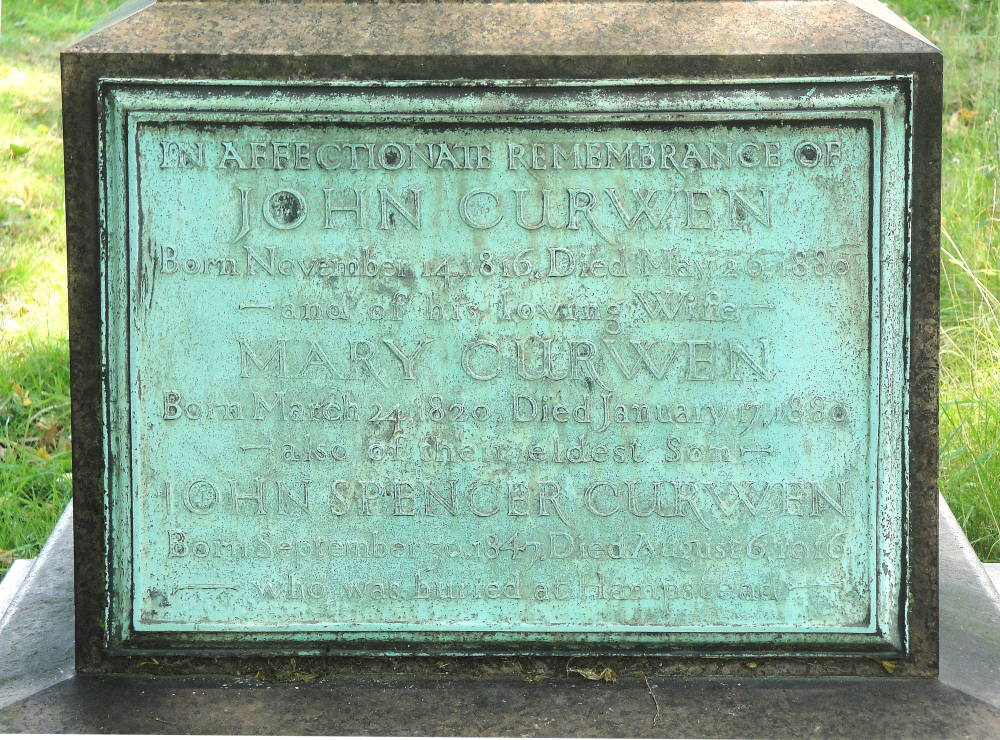 IN AFFECTIONATE REMEMBRANCE OF
JOHN CURWEN
Born November 14, 1816, Died May 26, 1880
—and of his loving Wife—
MARY CURWEN
Born March 24, 1820, Died January 17, 1880
—also of their eldest Son—
JOHN SPENCER CURWEN
Born September 30, 1847, Died August 6, 1916
— who was buried at Hampstead —